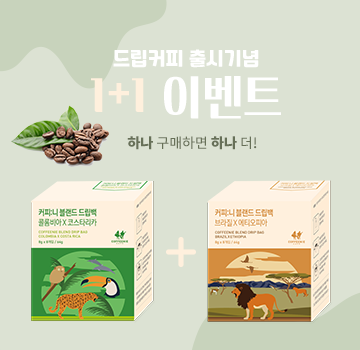 드립커피 출시기념
1+1 이벤트
하나 구매하면 하나 더!
커피:니 블렌드 드립백
콜롬비아 X 코스타리카
COFFEENIE BLEND DRIP BAG
COLOMBIA X COSTA RICA
커피:니 블렌드 드립백
브라질 X 에티오피아
COFFEENIE BLEND DRIP BAG
BRAZIL ETHIOPIA
+